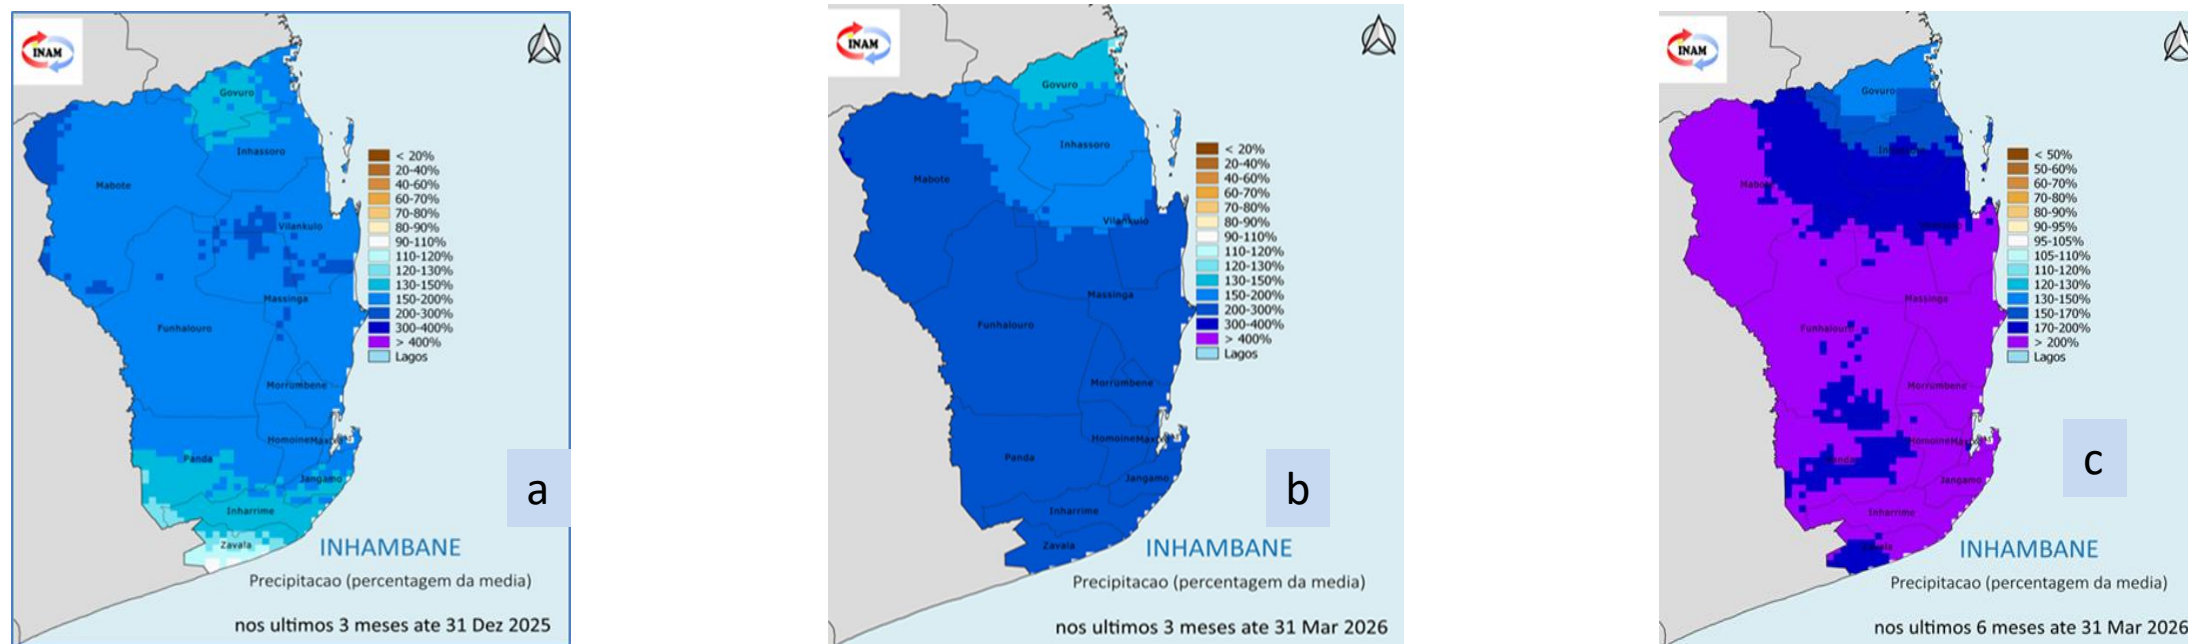 INAM
Govuro
Inhassoro
Mabote
Vilankulo
Massinga
Funhalouro
Morrumbene
Homoine
Panda
Jangamo
Inharrime
Zavala
< 20%
20-40%
40-60%
60-70%
70-80%
80-90%
90-110%
110-120%
120-130%
130-150%
150-200%
200-300%
300-400%
> 400%
Lagos
a
INHAMBANE
Precipitacao (percentagem da media)
nos ultimos 3 meses ate 31 Dez 2025
INAM
Govuro
Inhassoro
Mabote
Vilankulo
Massinga
Funhalouro
Morrumbene
Homoine
Panda
Jangamo
Inharrime
Zavala
< 20%
20-40%
40-60%
60-70%
70-80%
80-90%
90-110%
110-120%
120-130%
130-150%
150-200%
200-300%
300-400%
> 400%
Lagos
b
INHAMBANE
Precipitacao (percentagem da media)
nos ultimos 3 meses ate 31 Mar 2026
INAM
Govuro
Massinga
Funhalouro
Morrumbene
Homoine
Jangamo
Inharrime
< 50%
50-60%
60-70%
70-80%
80-90%
90-95%
95-105%
105-110%
110-120%
120-130%
130-150%
150-170%
170-200%
> 200%
Lagos
c
INHAMBANE
Precipitacao (percentagem da media)
nos ultimos 6 meses ate 31 Mar 2026